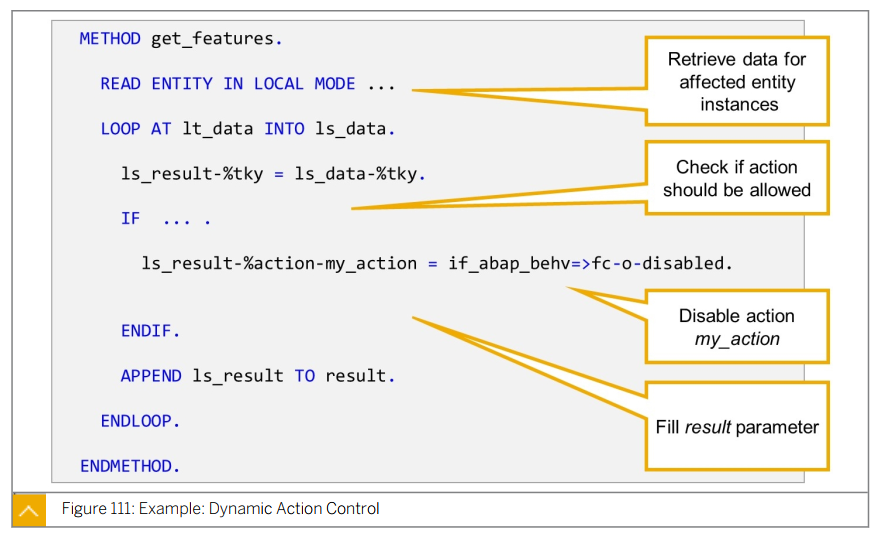 METHOD get_features.
READ ENTITY IN LOCAL MODE ...
LOOP AT lt_data INTO ls_data.
ls_result-%tky = ls_data-%tky.
IF ... .
ls_result-%action-my_action = if_abap_behv=>fc-o-disabled.
ENDIF.
APPEND ls_result TO result.
ENDLOOP.
ENDMETHOD.
Retrieve data for
affected entity
instances
Check if action
should be allowed
Disable action
my_action
Fill result parameter
Figure 111: Example: Dynamic Action Control